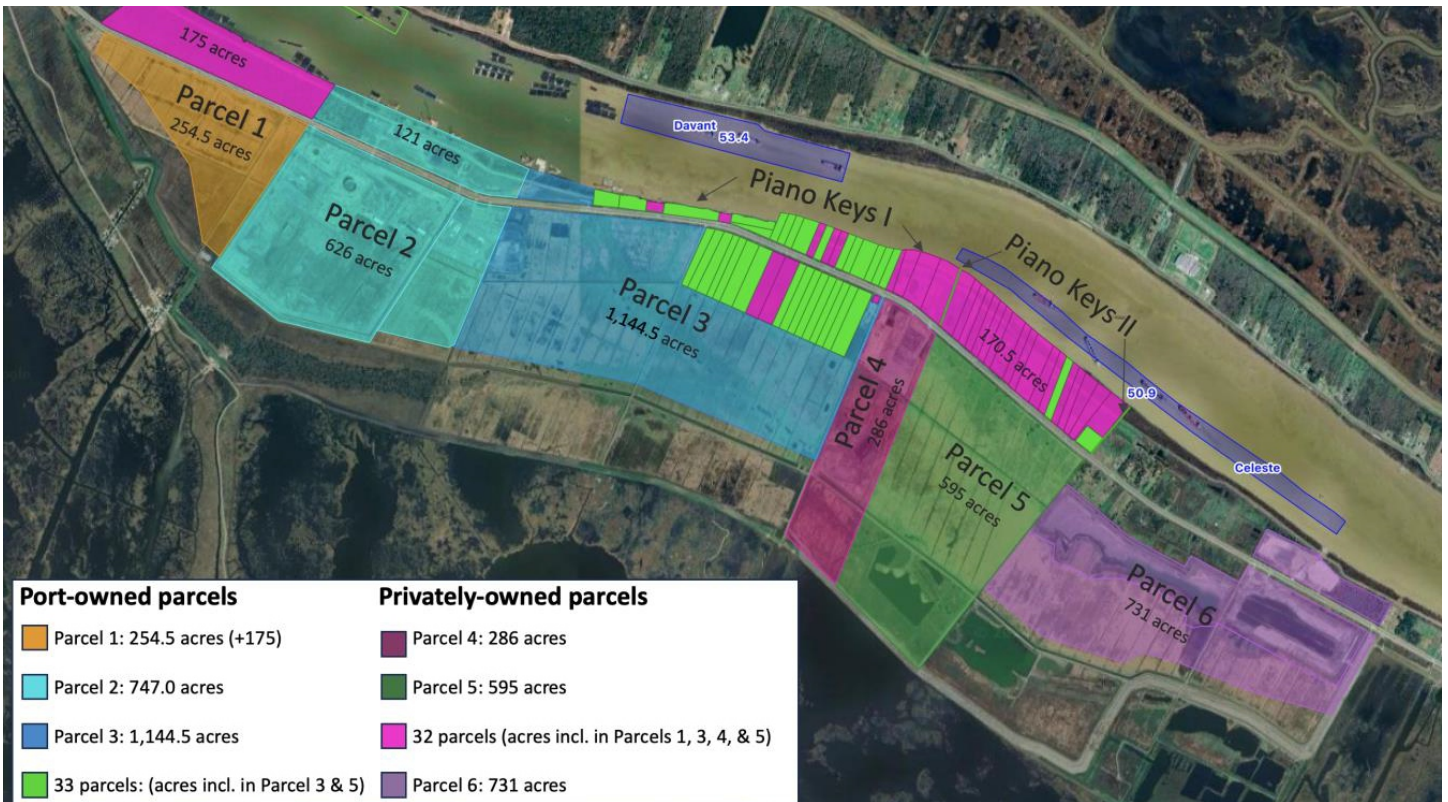 175 acres
Parcel 1
254.5 acres
121 acres
Davant
53.4
Piano Keys I
Parcel 2
626 acres
Piano Keys II
Parcel 3
1,144.5 acres
170.5 acres
50.9
Parcel 4
286 acres
Celeste
Parcel 5
595 acres
Parcel 6
731 acres
Port-owned parcels
Parcel 1: 254.5 acres (+175)
Parcel 2: 747.0 acres
Parcel 3: 1,144.5 acres
33 parcels: (acres incl. in Parcel 3 & 5)
Privately-owned parcels
Parcel 4: 286 acres
Parcel 5: 595 acres
32 parcels (acres incl. in Parcels 1, 3, 4, & 5)
Parcel 6: 731 acres